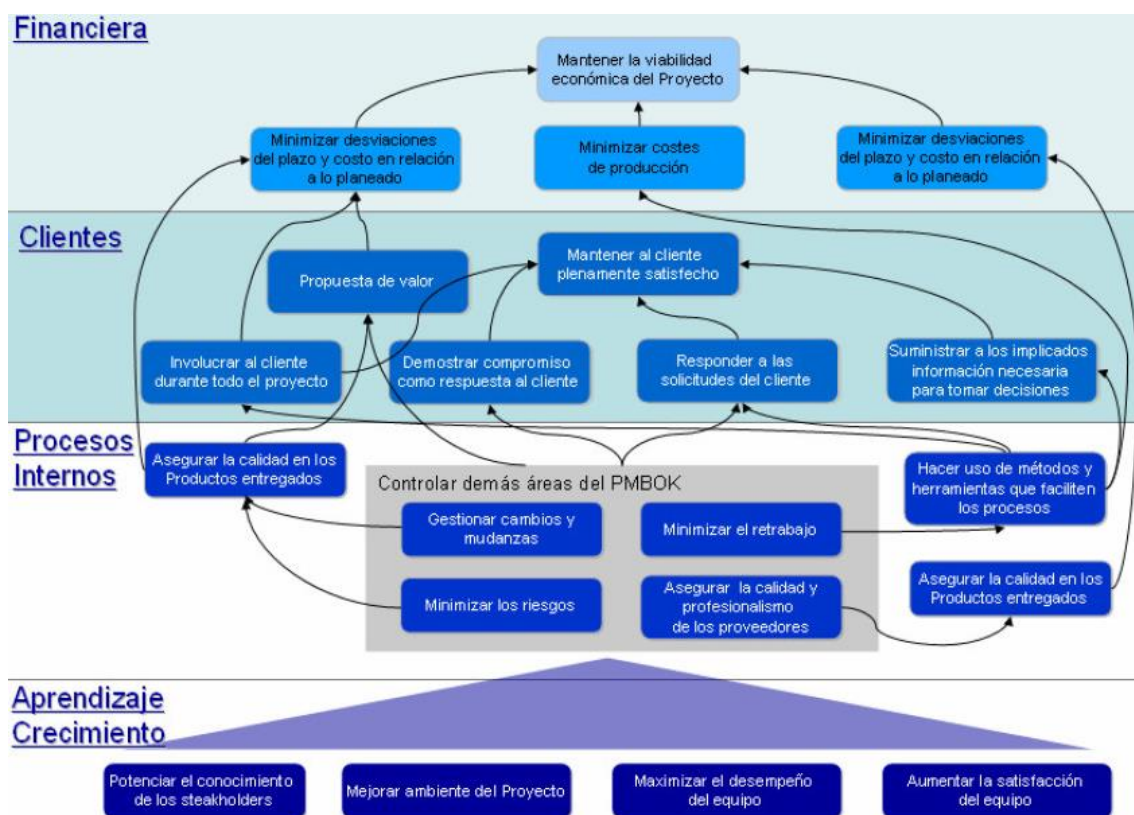 Financiera
Mantener la viabilidad
económica del Proyecto
Minimizar desviaciones
del plazo y costo en relación
a lo planeado
Minimizar costes
de producción
Minimizar desviaciones
del plazo y costo en relación
a lo planeado
Clientes
Propuesta de valor
Mantener al cliente
plenamente satisfecho
Involucrar al cliente
durante todo el proyecto
Demostrar compromiso
como respuesta al cliente
Responder a las
solicitudes del cliente
Suministrar a los implicados
información necesaria
para tomar decisiones
Procesos
Internos
Asegurar la calidad en los
Productos entregados
Controlar demás áreas del PMBOK
Gestionar cambios y
mudanzas
Minimizar el retrabajo
Hacer uso de métodos y
herramientas que faciliten
los procesos
Minimizar los riesgos
Asegurar la calidad y
profesionalismo
de los proveedores
Asegurar la calidad en los
Productos entregados
Aprendizaje
Crecimiento
Potenciar el conocimiento
de los steakholders
Mejorar ambiente del Proyecto
Maximizar el desempeño
del equipo
Aumentar la satisfacción
del equipo